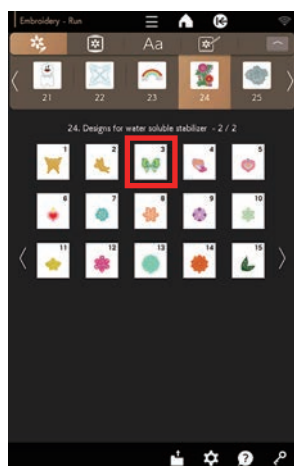 Embroidery - Run
Aa
21 22 23 24 25
24. Designs for water soluble stabilizer - 2 / 2
1 2 3 4 5
6 7 8 9 10
11 12 13 14 15